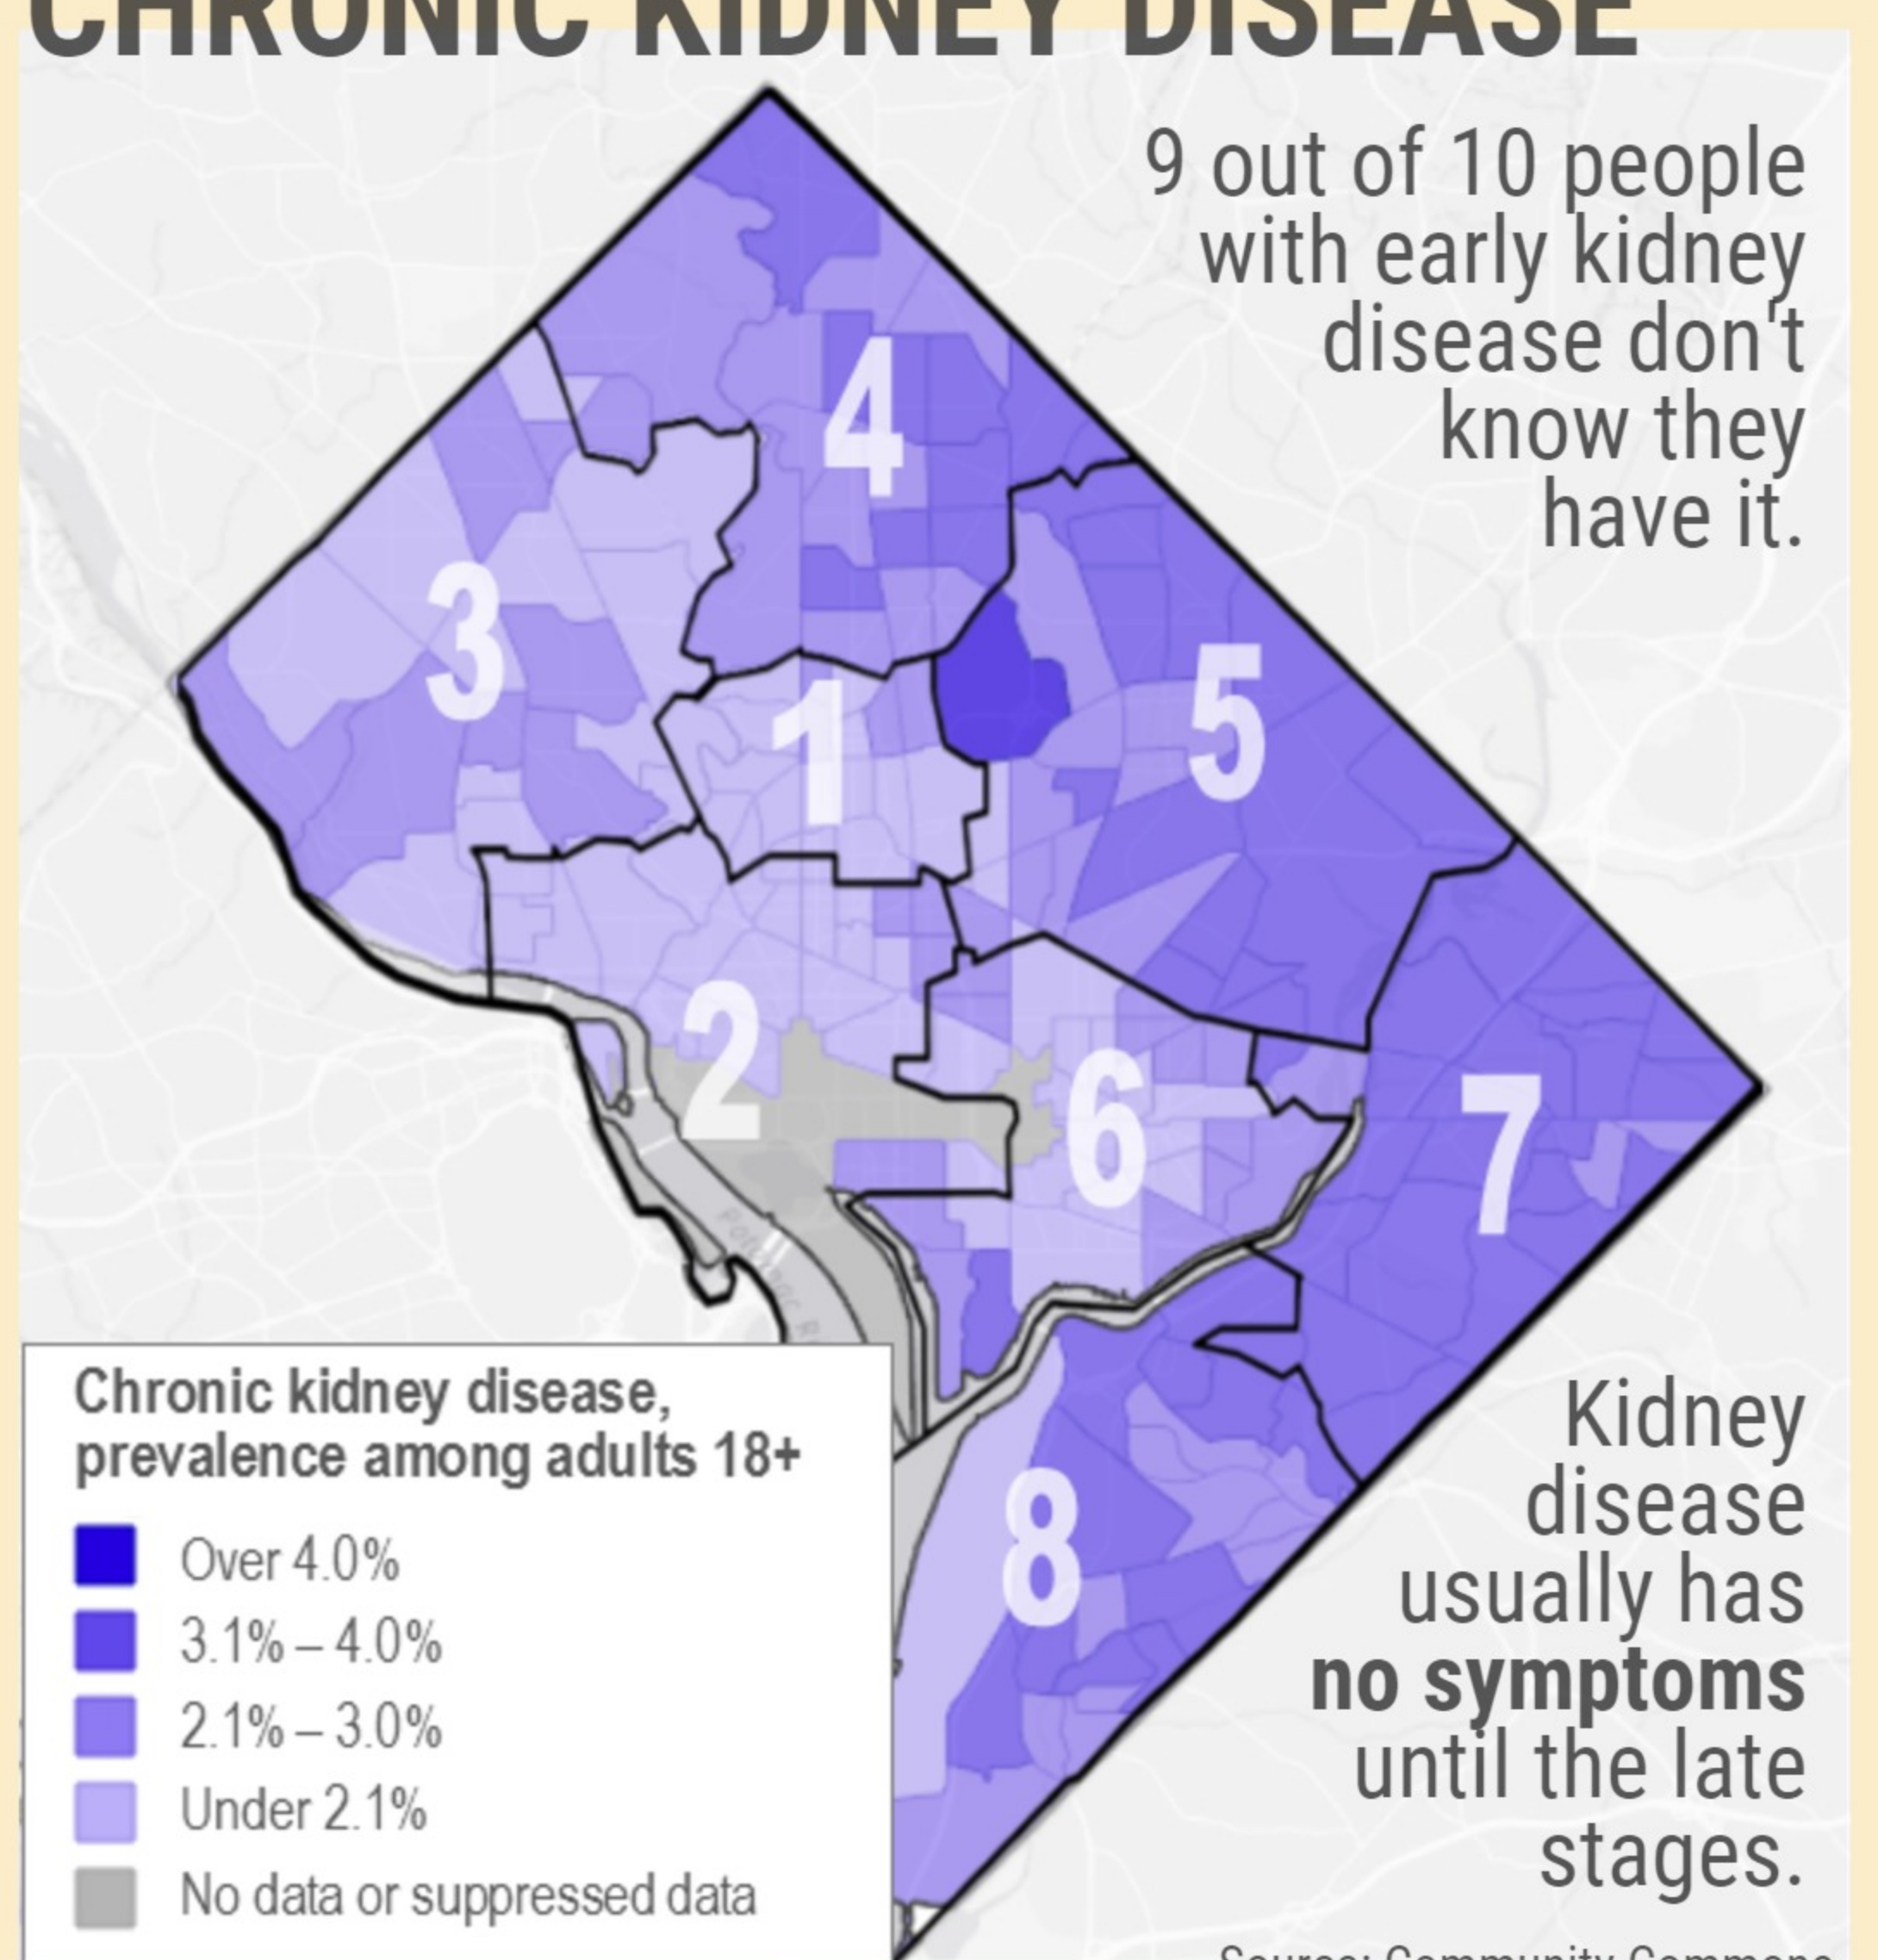 CHRONIC KIDNEY DISEASE
9 out of 10 people
with early kidney
disease don't
know they
have it.
4
3
1
5
2
6
7
8
Potomac R
Chronic kidney disease,
prevalence among adults 18+
Over 4.0%
3.1% – 4.0%
2.1% – 3.0%
Under 2.1%
No data or suppressed data
Kidney
disease
usually has
no symptoms
until the late
stages.
Source: Community Commons